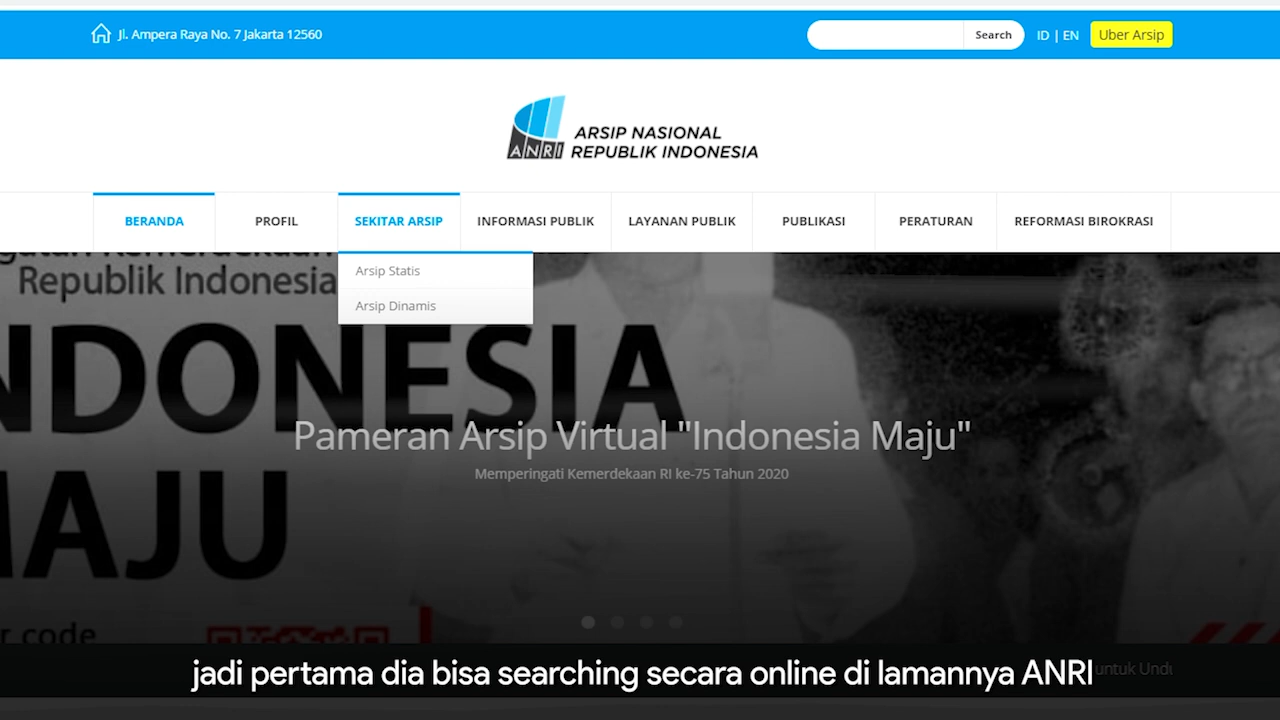 Jl. Ampera Raya No. 7 Jakarta 12560
Search
ID | EN
Uber Arsip
ANRI
ARSIP NASIONAL
REPUBLIK INDONESIA
BERANDA
PROFIL
SEKITAR ARSIP
INFORMASI PUBLIK
LAYANAN PUBLIK
PUBLIKASI
PERATURAN
REFORMASI BIROKRASI
Arsip Statis
Arsip Dinamis
Republik Indonesia
INDONESIA
MAJU
Pameran Arsip Virtual "Indonesia Maju"
Memperingati Kemerdekaan RI ke-75 Tahun 2020
code
untuk
jadi pertama dia bisa searching secara online di lamannya ANRI